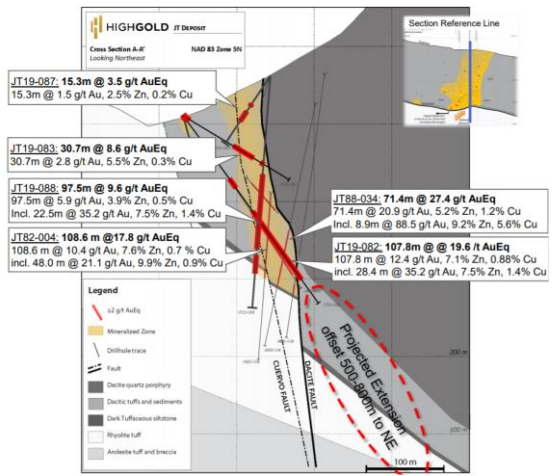 HIGHGOLD JT DEPOSIT
Cross Section A-A' NAD 83 Zone 5N
Looking Northeast
Section Reference Line
JT19-087: 15.3m @ 3.5 g/t AuEq
15.3m @ 1.5 g/t Au, 2.5% Zn, 0.2% Cu
JT19-083: 30.7m @ 8.6 g/t AuEq
30.7m @ 2.8 g/t Au, 5.5% Zn, 0.3% Cu
JT19-088: 97.5m @ 9.6 g/t AuEq
97.5m @ 5.9 g/t Au, 3.9% Zn, 0.5% Cu
Incl. 22.5m @ 35.2 g/t Au, 7.5% Zn, 1.4% Cu
JT82-004: 108.6 m @17.8 g/t AuEq
108.6 m @ 10.4 g/t Au, 7.6% Zn, 0.7 % Cu
incl. 48.0 m @ 21.1 g/t Au, 9.9% Zn, 0.9% Cu
JT88-034: 71.4m @ 27.4 g/t AuEq
71.4m @ 20.9 g/t Au, 5.2% Zn, 1.2% Cu
Incl. 8.9m @ 88.5 g/t Au, 9.2% Zn, 5.6% Cu
JT19-082: 107.8m @@ 19.6 /t AuEq
107.8 m @ 12.4 g/t Au, 7.1% Zn, 0.88% Cu
incl. 28.4 m @ 35.2 g/t Au, 7.5% Zn, 1.4% Cu
Legend
≥2 g/t AuEq
Mineralized Zone
Drillhole trace
Fault
Dacite quartz porphyry
Dacitic tuffs and sediments
Dark Tuffaceous siltstone
Rhyolite tuff
Andesite tuff and breccia
CUERVO FAULT
DACITE FAULT
Projected Extension
offset 500-800m to NE
200 m
100 m
100 m